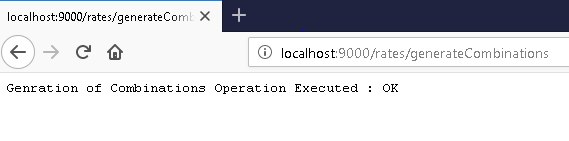 localhost:9000/rates/generateComb
localhost:9000/rates/generateCombinations
Genration of Combinations Operation Executed : OK